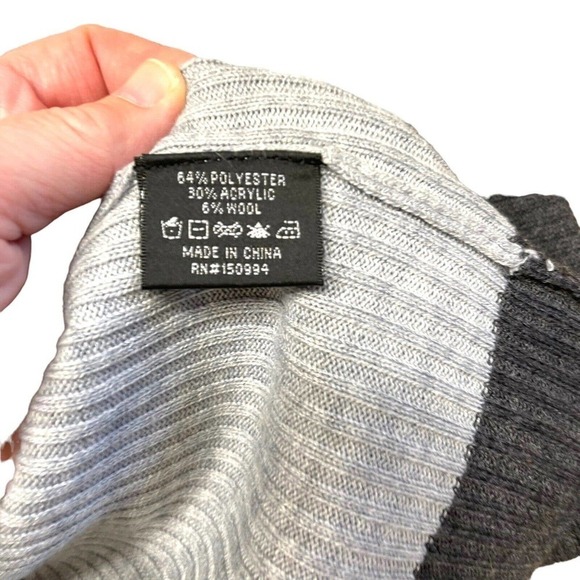 64% POLYESTER
30% ACRYLIC
6% WOOL
MADE IN CHINA
RN#150994